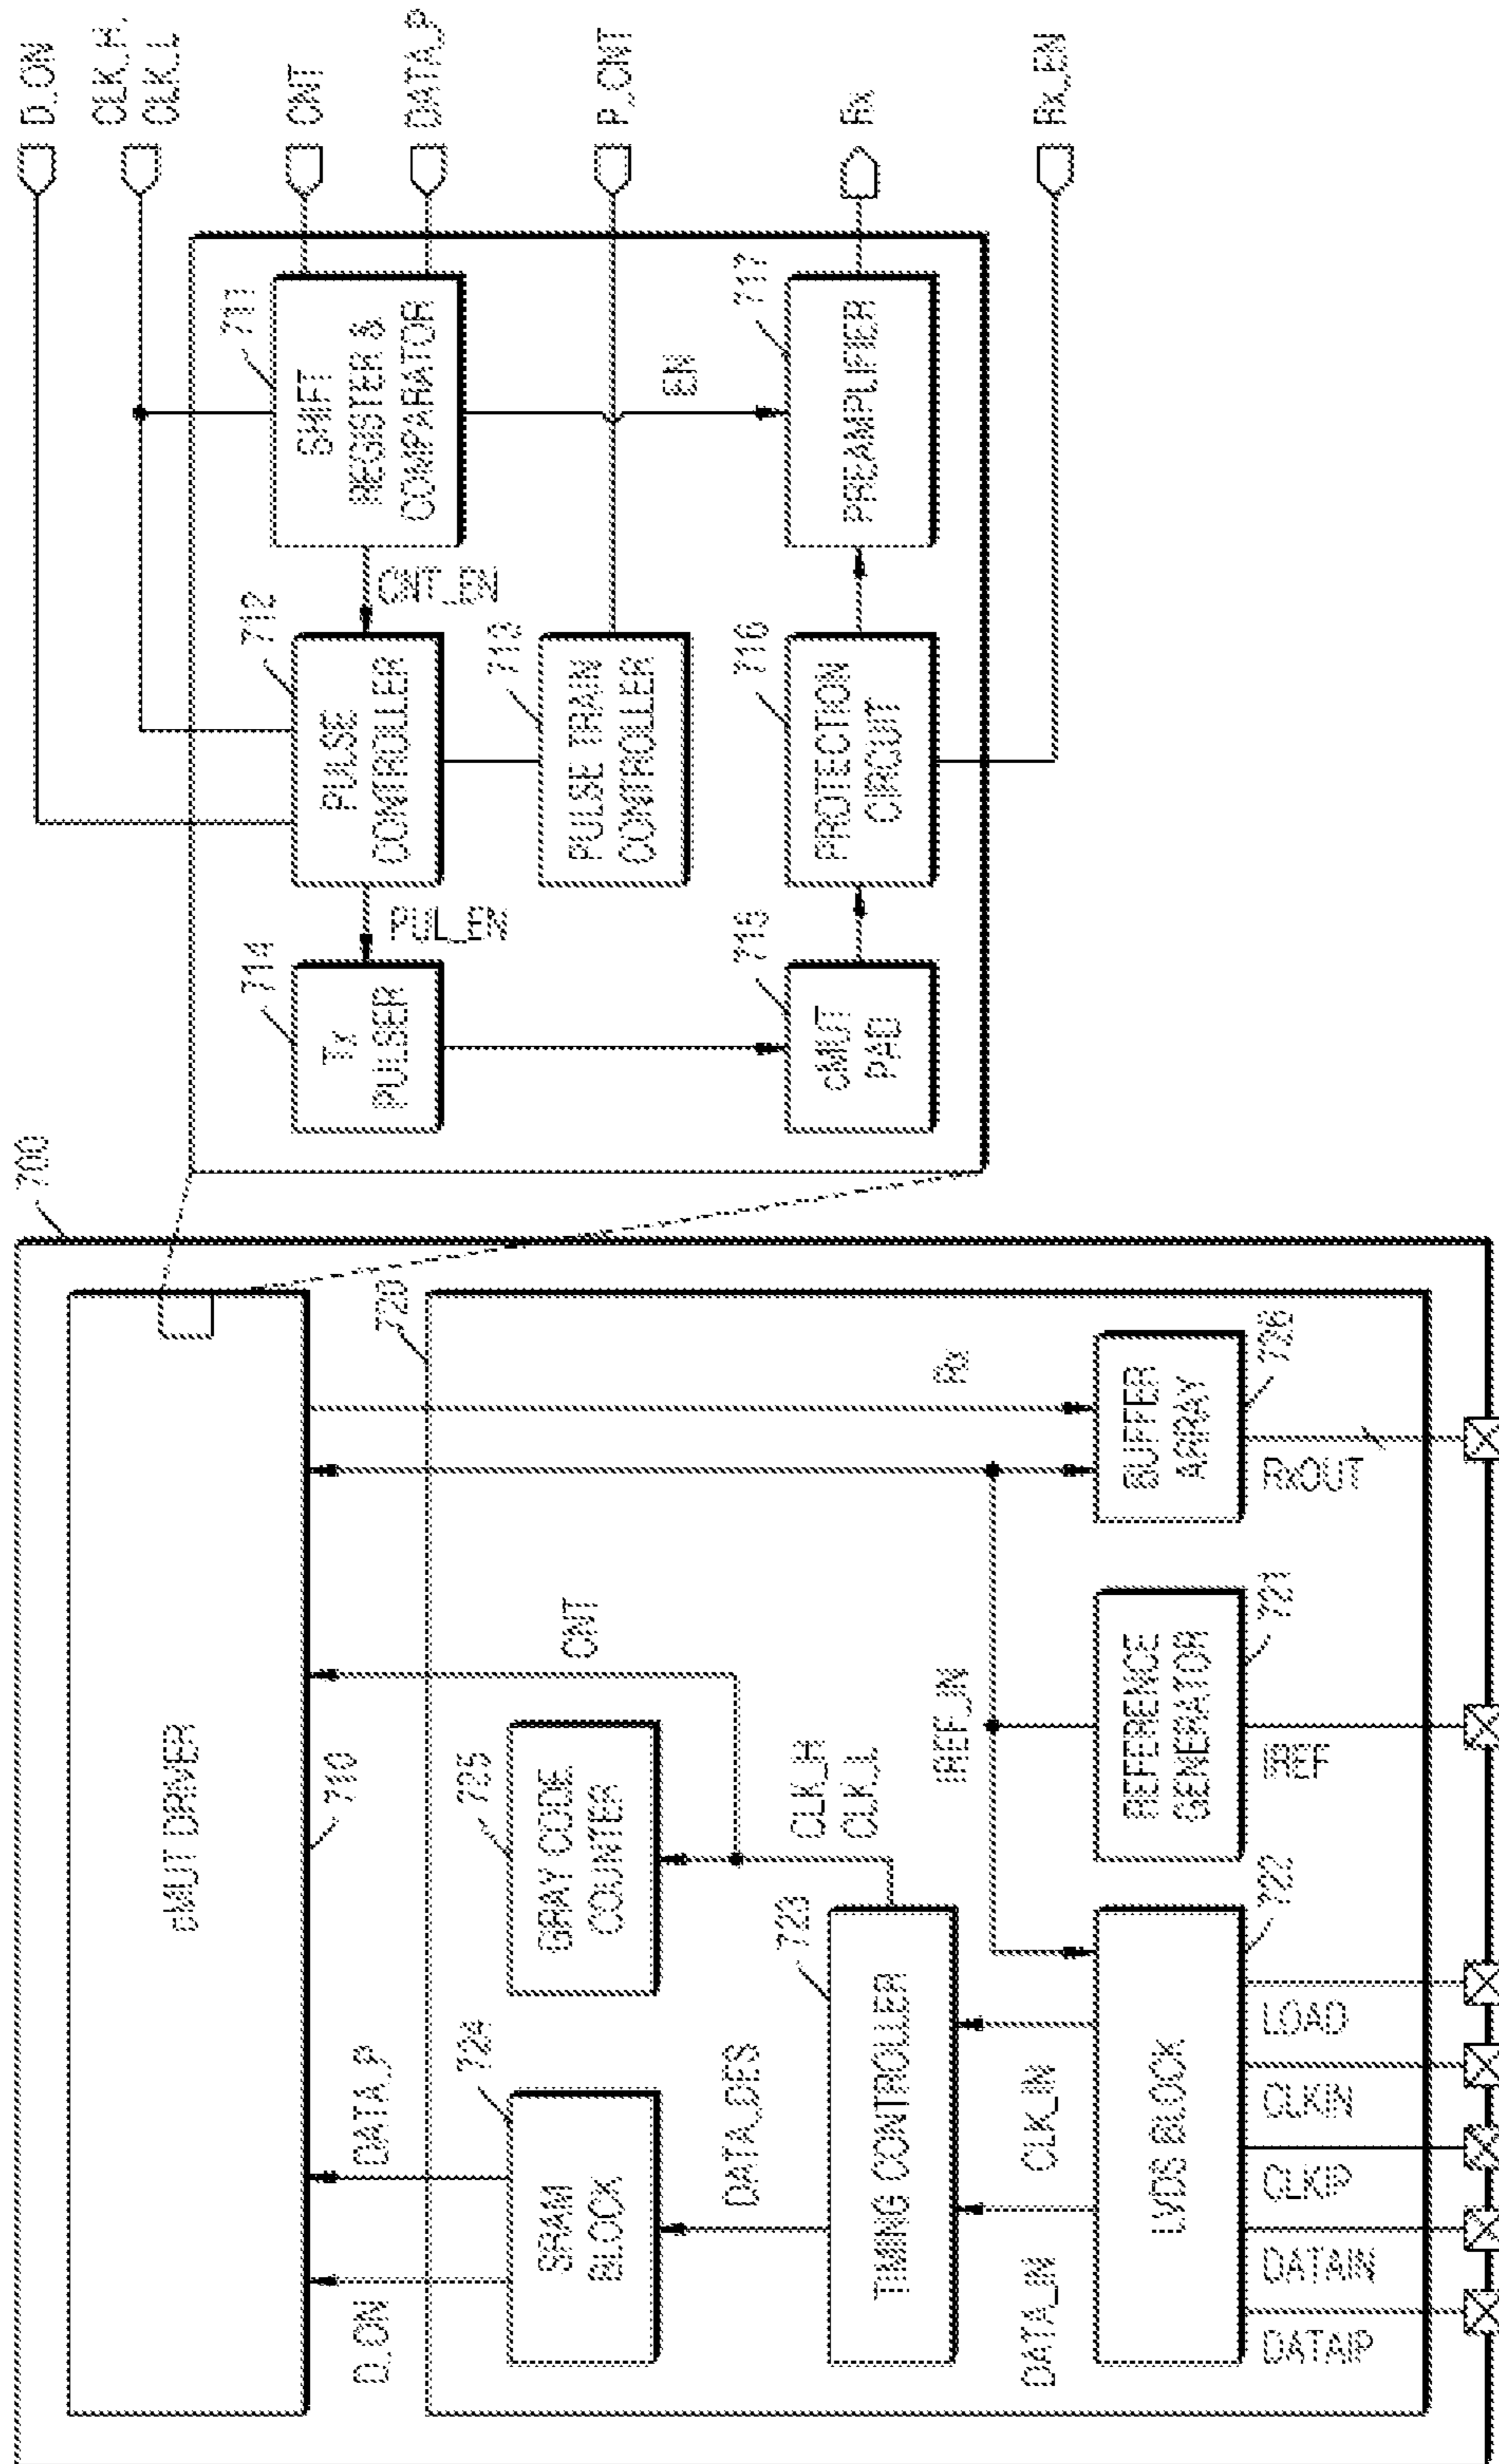 700
cMUT DRIVER
710
D_ON
DATA_P
CNT
720
SRAM
BLOCK
724
GRAY CODE
COUNTER
725
DATA_DES
CLK_H
CLK_L
TIMING CONTROLLER
723
DATA_IN
CLK_IN
IREF_IN
Rx
LVDS BLOCK
722
REFERENCE
GENERATOR
721
BUFFER
ARRAY
726
DATAIP
DATAIN
CLKIP
CLKIN
LOAD
IREF
RxOUT
D_ON
CLK_H,
CLK_L
CNT
DATA_P
P_CNT
Rx
Rx_EN
714
Tx
PULSER
PUL_EN
712
PULSE
CONTROLLER
CNT_EN
711
SHIFT
REGISTER &
COMPARATOR
713
PULSE TRAIN
CONTROLLER
EN
715
cMUT
PAD
716
PROTECTION
CIRCUIT
717
PREAMPLIFIER